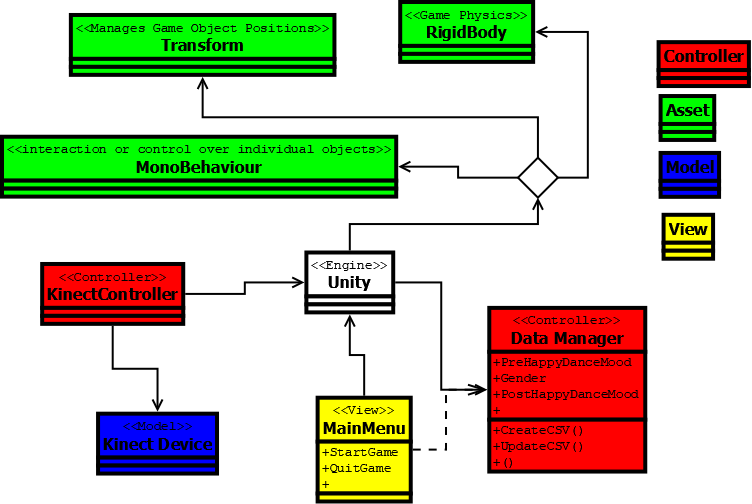 <<Manages Game Object Positions>>
Transform
<<Game Physics>>
RigidBody
Controller
Asset
<<interaction or control over individual objects>>
MonoBehaviour
Model
View
<<Controller>>
KinectController
<<Engine>>
Unity
<<Controller>>
Data Manager
+PreHappyDanceMood
+Gender
+PostHappyDanceMood
+
+CreateCSV()
+UpdateCSV()
+()
<<Model>>
Kinect Device
<<View>>
MainMenu
+StartGame
+QuitGame
+